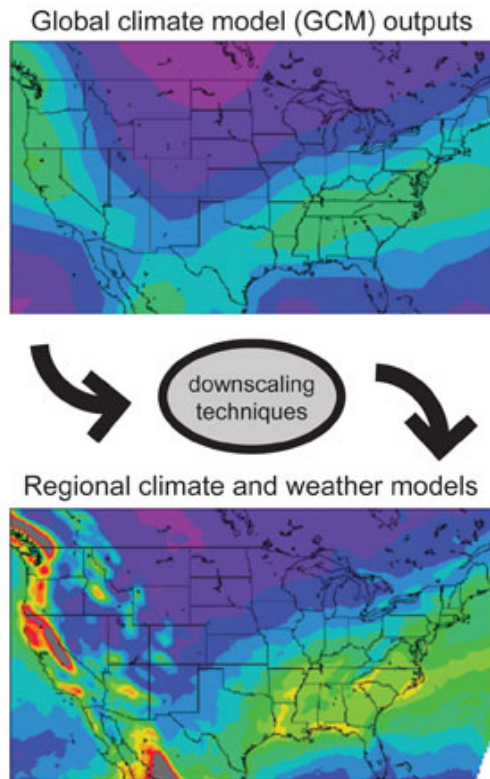 Global climate model (GCM) outputs
downscaling
techniques
Regional climate and weather models